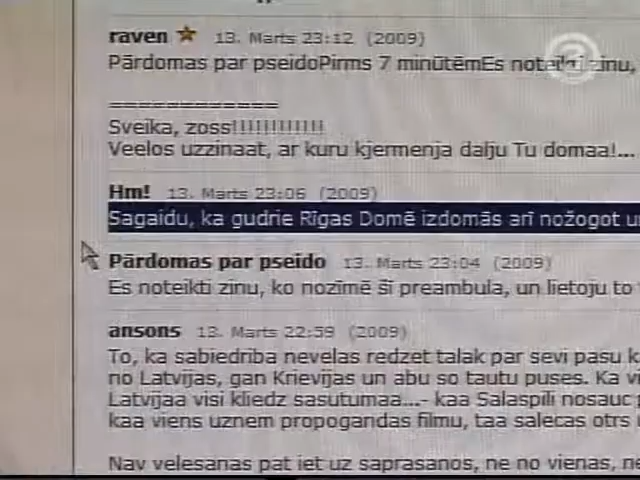 raven 13. Marts 23:12 (2009)
Pārdomas par pseidoPirms 7 minūtēmEs zinu,
============
Sveika, zoss!!!!!!!!!!!!!
Veelos uzzinaat, ar kuru kjermenja dalju Tu domaa!...
Hm! 13. Marts 23:06 (2009)
Sagaidu, ka gudrie Rīgas Domē izdomās arī nožogot
Pārdomas par pseido 13. Marts 23:04 (2009)
Es noteikti zinu, ko nozīmē šī preambula, un lietoju to
ansons 13. Marts 22:59 (2009)
To, ka sabiedriba nevelas redzet talak par sevi pasu
no Latvijas, gan Krievijas un abu so tautu puses. Ka
Latvijaa visi kliedz sasutumaa...- kaa Salaspili nosauc
kaa viens uznem propogandas filmu, taa salecas otrs
Nav velesanas pat iet uz saprasanos, ne no vienas,